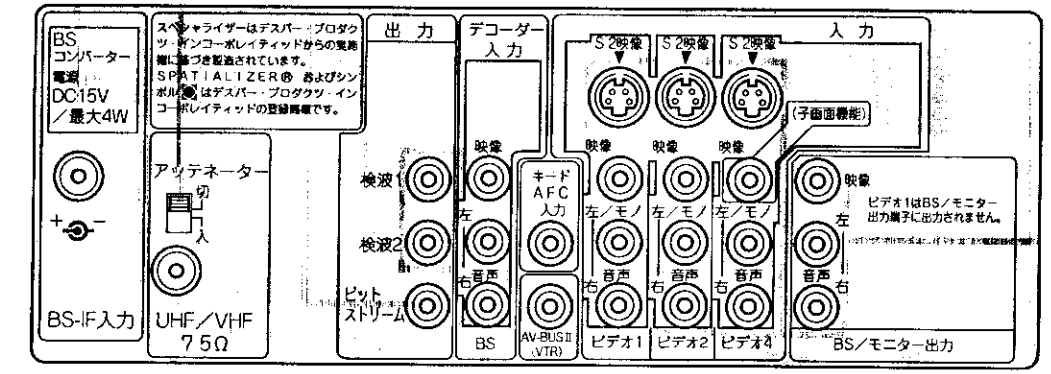 BS
コンバーター
電源
DC15V
／最大4W
BS-IF入力
スペシャライザーはデスパー・プロダク
ツ・インコーポレイティッドからの実施
権に基づき製造されています。
SPATIALIZER® およびシン
ボル はデスパー・プロダクツ・イン
コーポレイティッドの登録商標です。
アッテネーター
切
入
UHF／VHF
75Ω
出力
検波1
検波2
ビット
ストリーム
デコーダー
入力
映像
左
音声
右
BS
キード
AFC
入力
AV-BUSⅡ
(VTR)
入力
S2映像
S2映像
S2映像
(子画面機能)
映像
映像
映像
左／モノ
左／モノ
左／モノ
音声
音声
音声
右
右
右
ビデオ1
ビデオ2
ビデオ4
映像
ビデオ1はBS／モニター
出力端子に出力されません。
左
音声
右
BS／モニター出力